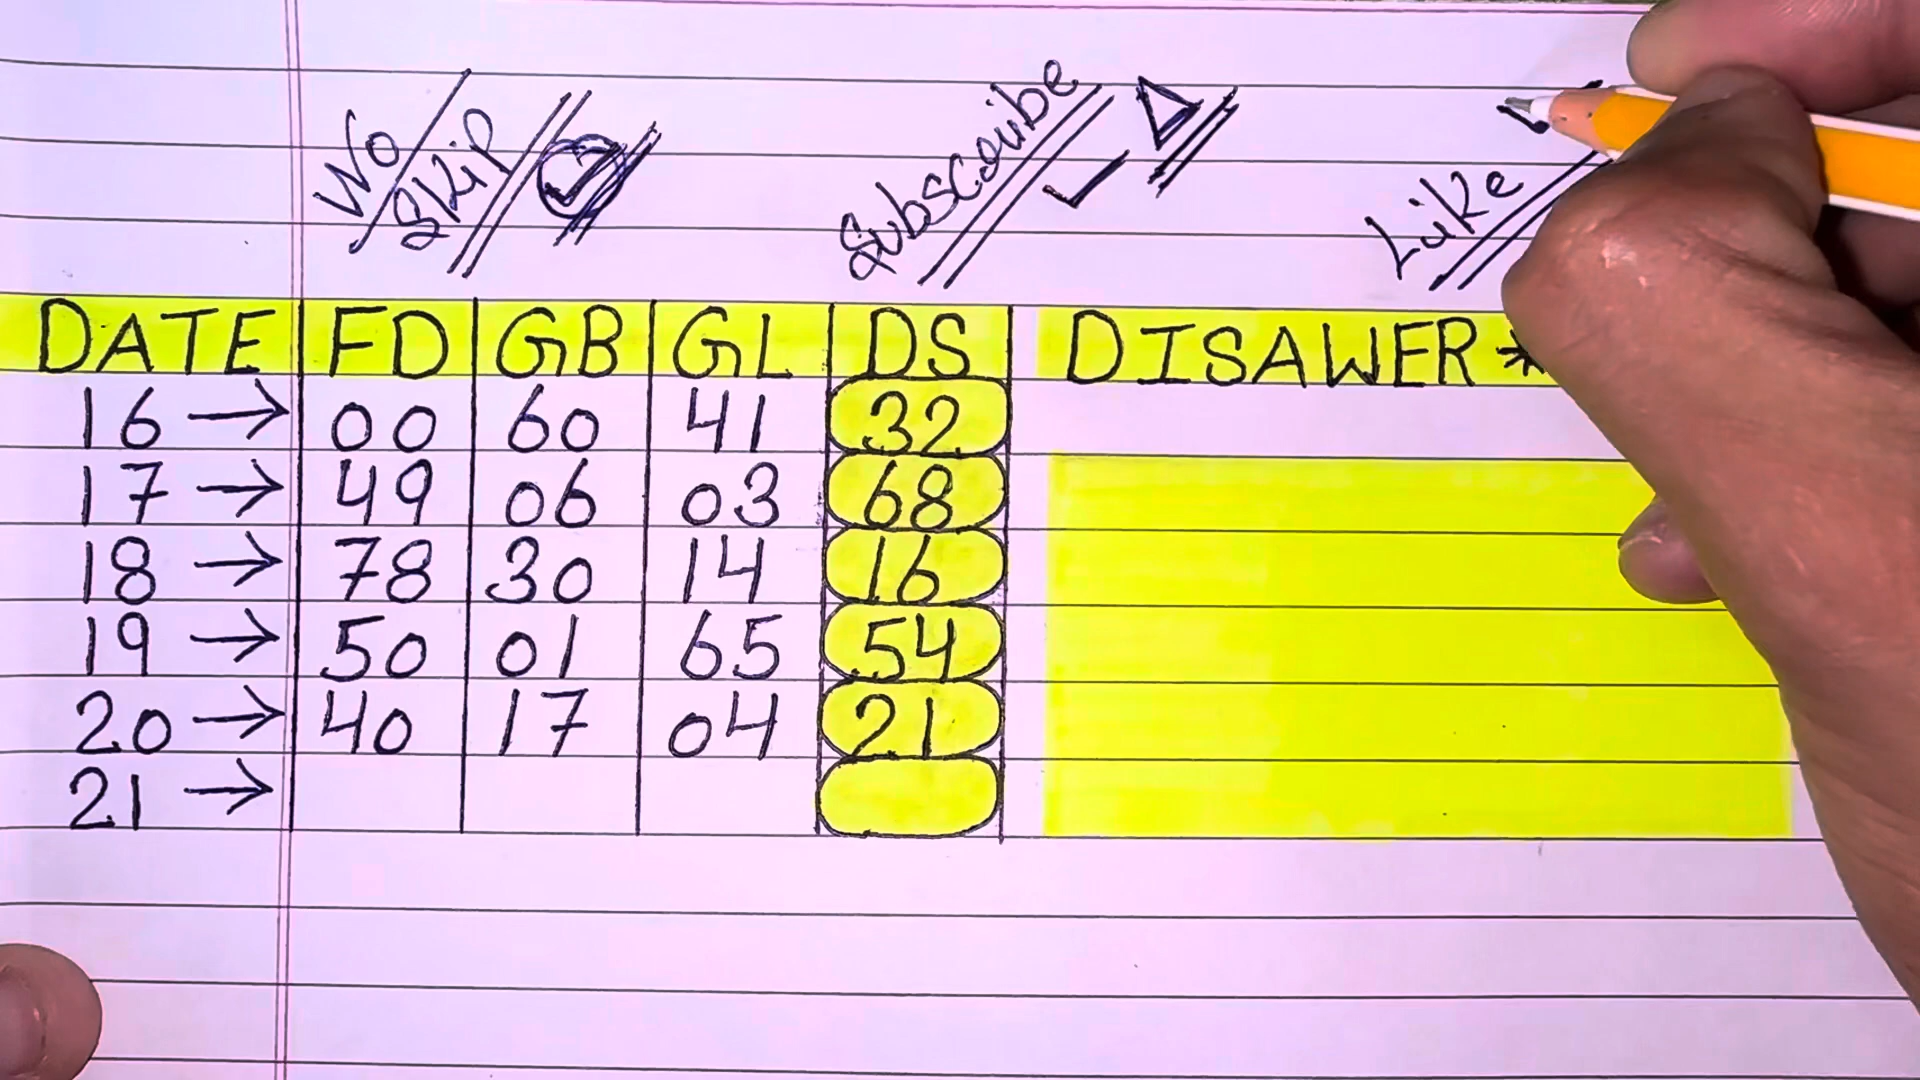 No Skip
Subscribe
Like
DATE FD GB GL DS DISAWER *
16 → 00 60 41 32
17 → 49 06 03 68
18 → 78 30 14 16
19 → 50 01 65 54
20 → 40 17 04 21
21 →